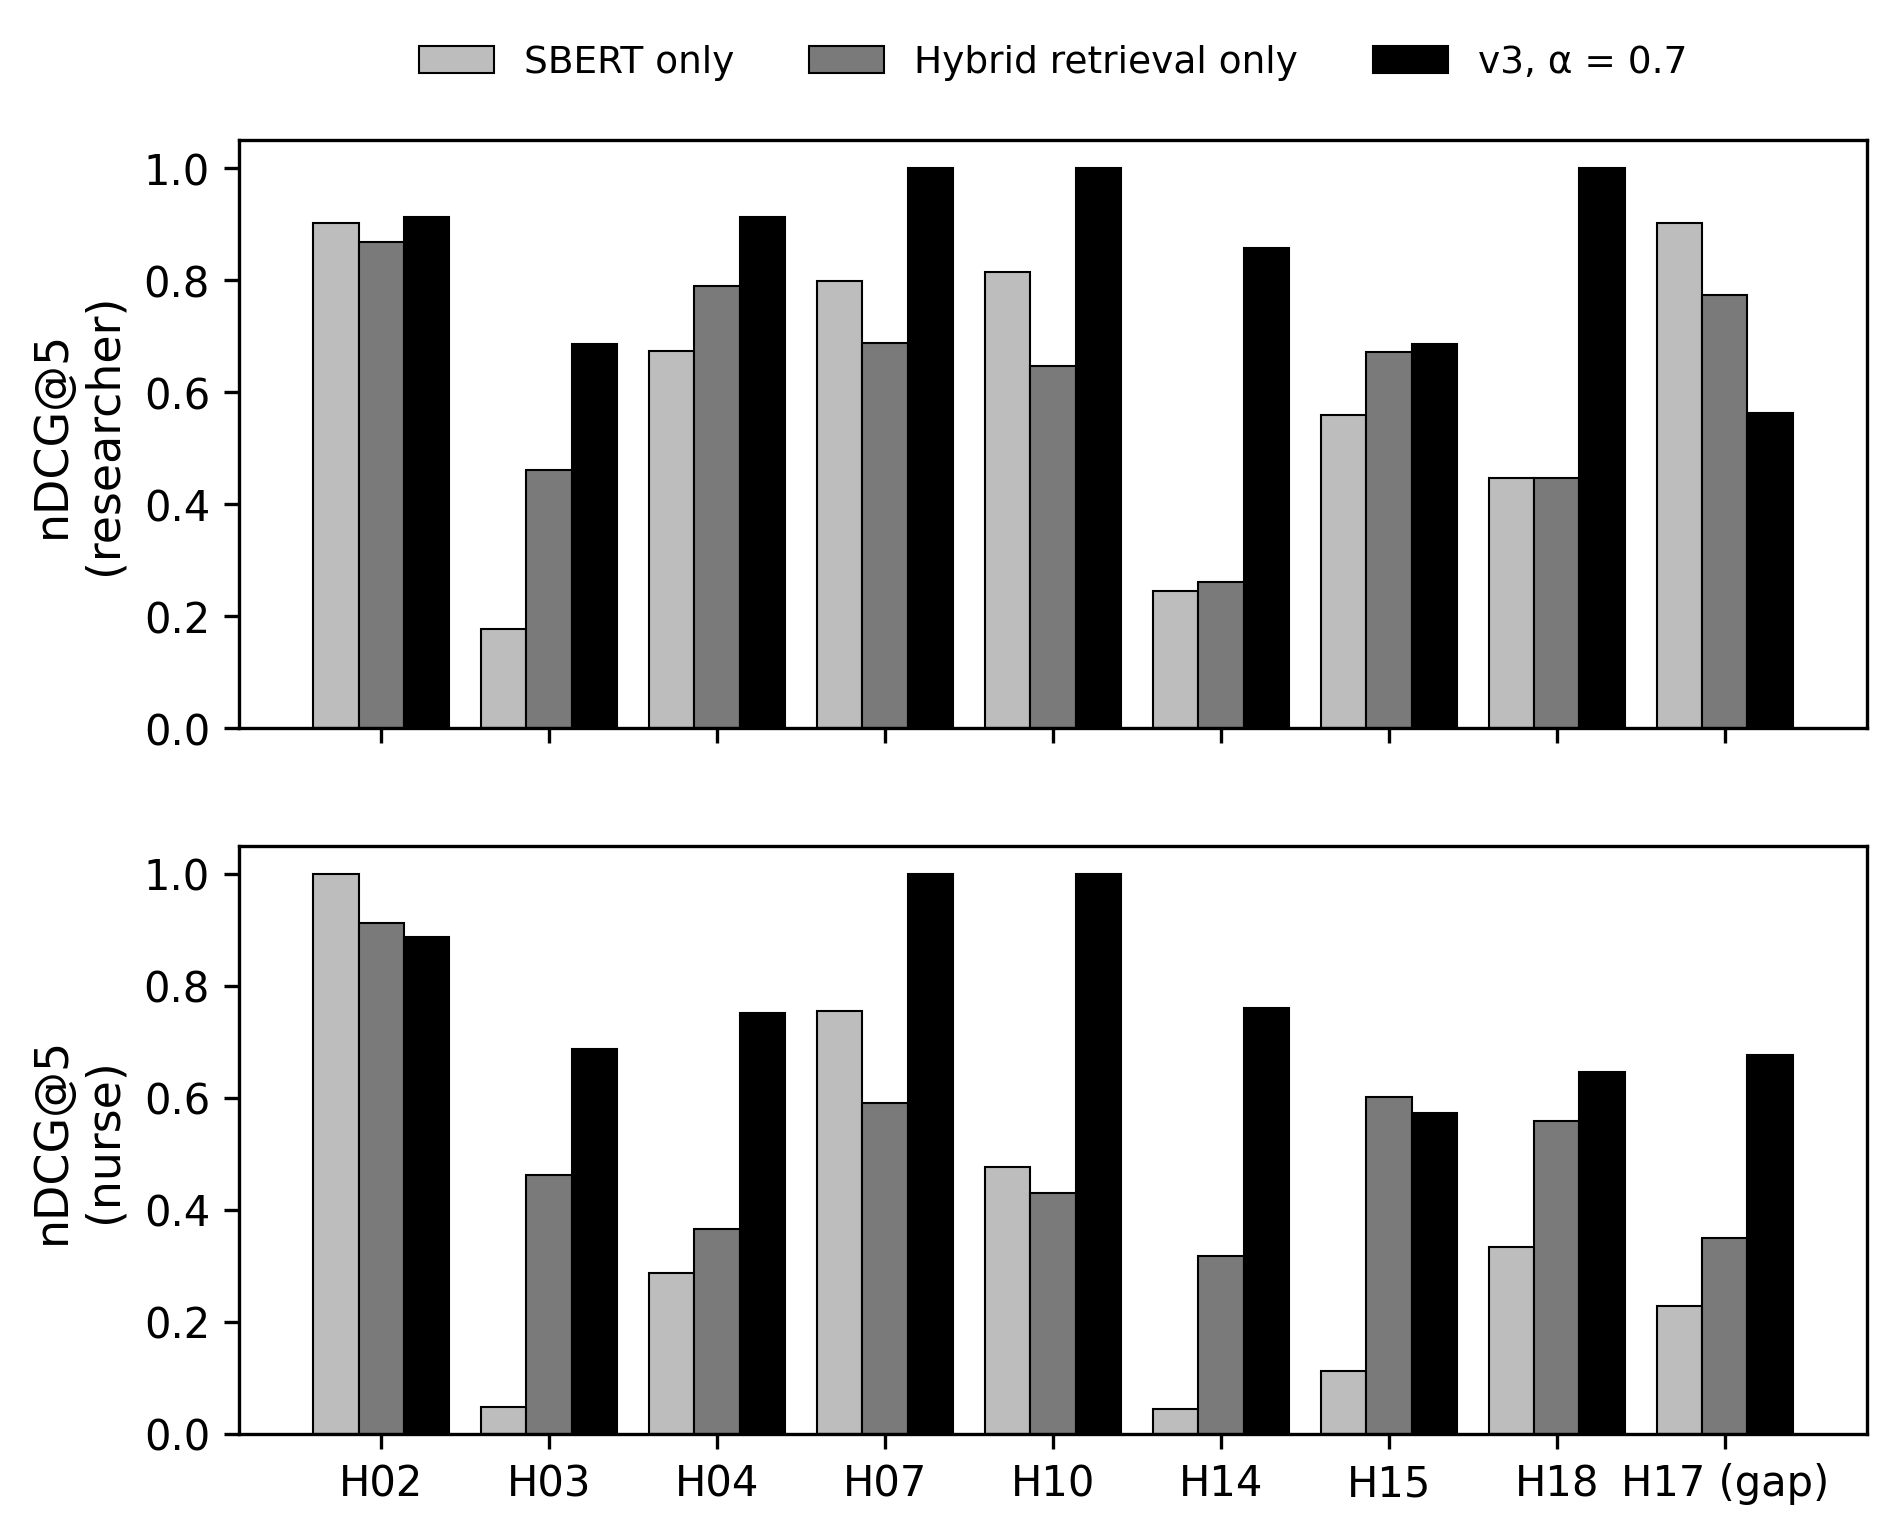 SBERT only
Hybrid retrieval only
v3, α = 0.7
nDCG@5
(researcher)
1.0
0.8
0.6
0.4
0.2
0.0
nDCG@5
(nurse)
1.0
0.8
0.6
0.4
0.2
0.0
H02 H03 H04 H07 H10 H14 H15 H18 H17 (gap)